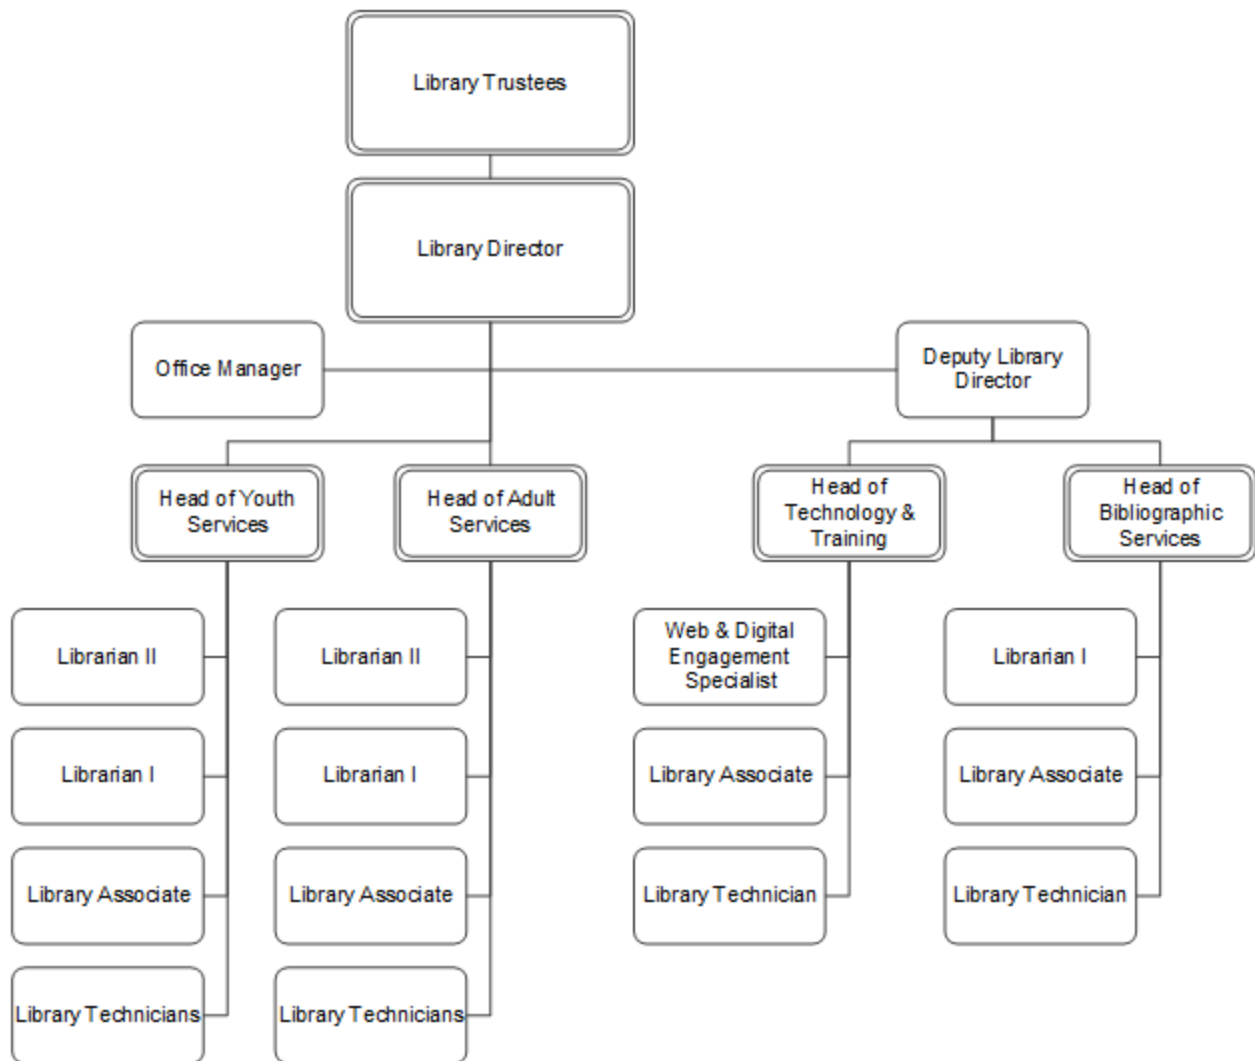 Library Trustees
Library Director
Office Manager
Deputy Library
Director
Head of Youth
Services
Head of Adult
Services
Head of
Technology &
Training
Head of
Bibliographic
Services
Librarian II
Librarian II
Web & Digital
Engagement
Specialist
Librarian I
Librarian I
Librarian I
Library Associate
Library Associate
Library Associate
Library Associate
Library Technician
Library Technician
Library Technicians
Library Technicians